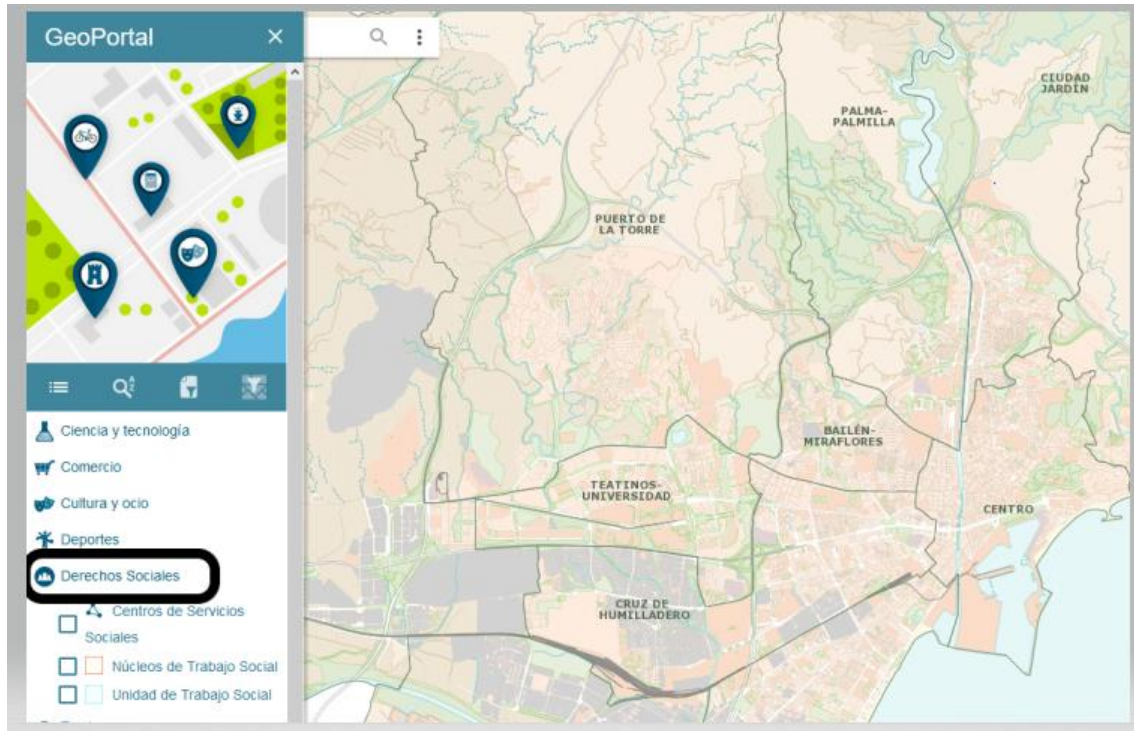 GeoPortal
Ciencia y tecnología
Comercio
Cultura y ocio
Deportes
Derechos Sociales
Centros de Servicios
Sociales
Núcleos de Trabajo Social
Unidad de Trabajo Social
CIUDAD
JARDÍN
PALMA-
PALMILLA
PUERTO DE
LA TORRE
BAILÉN-
MIRAFLORES
TEATINOS-
UNIVERSIDAD
CENTRO
CRUZ DE
HUMILLADERO